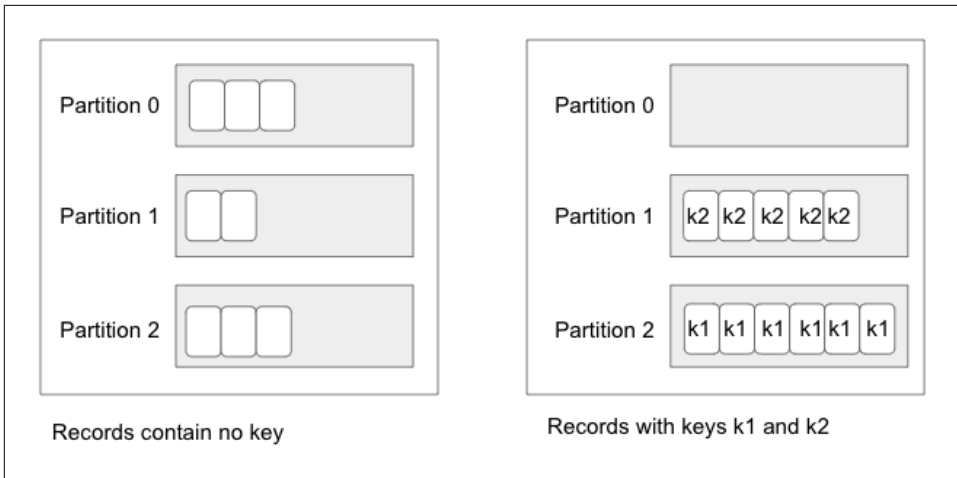 Partition 0
Partition 1
Partition 2
Records contain no key
Partition 0
Partition 1 k2 k2 k2 k2 k2
Partition 2 k1 k1 k1 k1 k1 k1
Records with keys k1 and k2